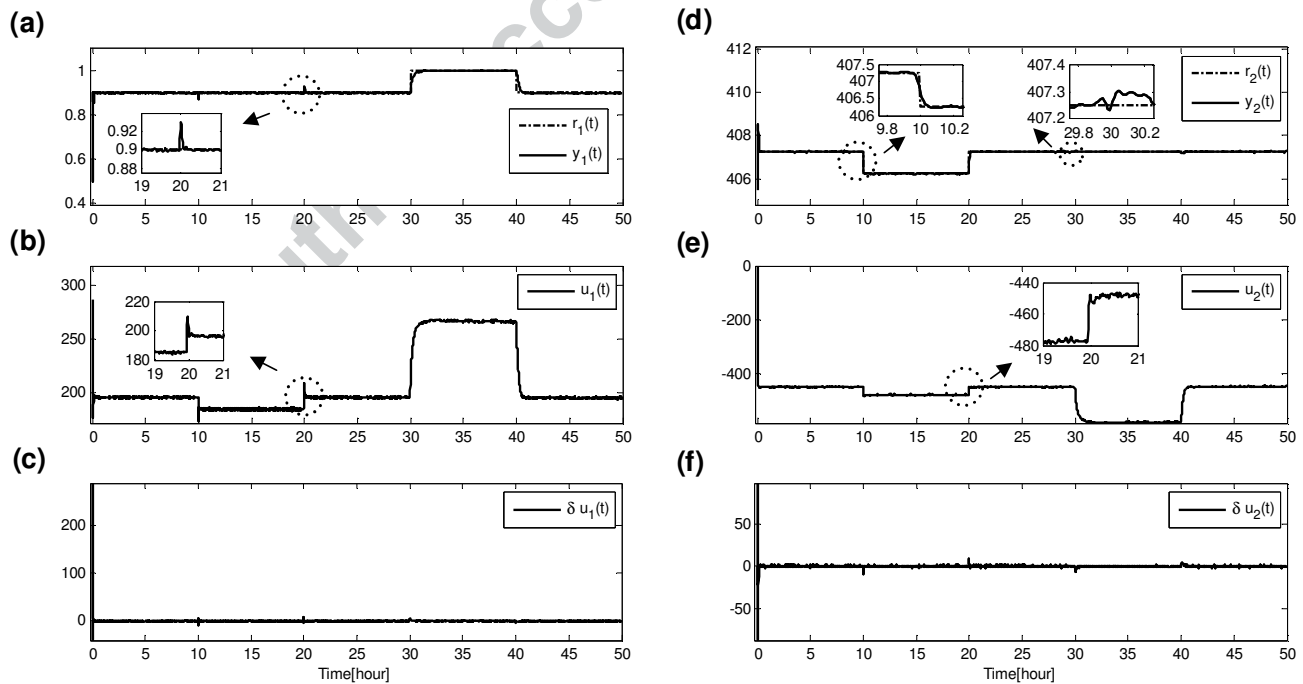 (a)
1
0.8
0.6
0.4
0 5 10 15 20 25 30 35 40 45 50
r1(t)
y1(t)
0.92
0.9
0.88
19 20 21
(b)
300
250
200
0 5 10 15 20 25 30 35 40 45 50
u1(t)
220
200
180
19 20 21
(c)
200
100
0
0 5 10 15 20 25 30 35 40 45 50
δ u1(t)
Time[hour]
(d)
412
410
408
406
0 5 10 15 20 25 30 35 40 45 50
407.5
407
406.5
406
9.8 10 10.2
407.4
407.3
407.2
29.8 30 30.2
r2(t)
y2(t)
(e)
0
-200
-400
0 5 10 15 20 25 30 35 40 45 50
u2(t)
-440
-460
-480
19 20 21
(f)
50
0
-50
0 5 10 15 20 25 30 35 40 45 50
δ u2(t)
Time[hour]